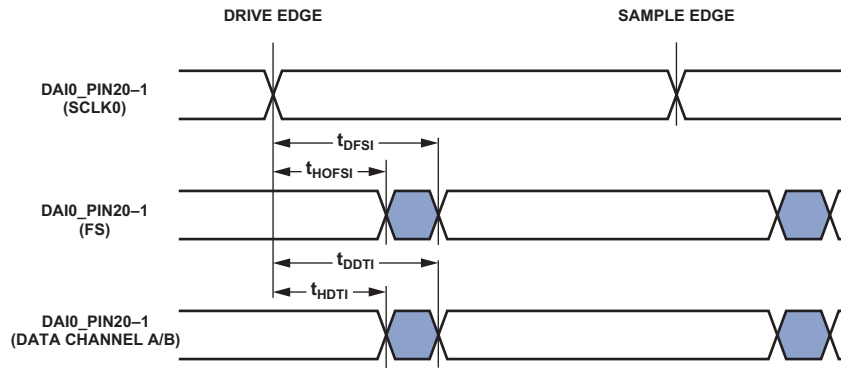 DRIVE EDGE
SAMPLE EDGE
DAI0_PIN20–1
(SCLK0)
tDFSI
tHOFSI
DAI0_PIN20–1
(FS)
tDDTI
tHDTI
DAI0_PIN20–1
(DATA CHANNEL A/B)